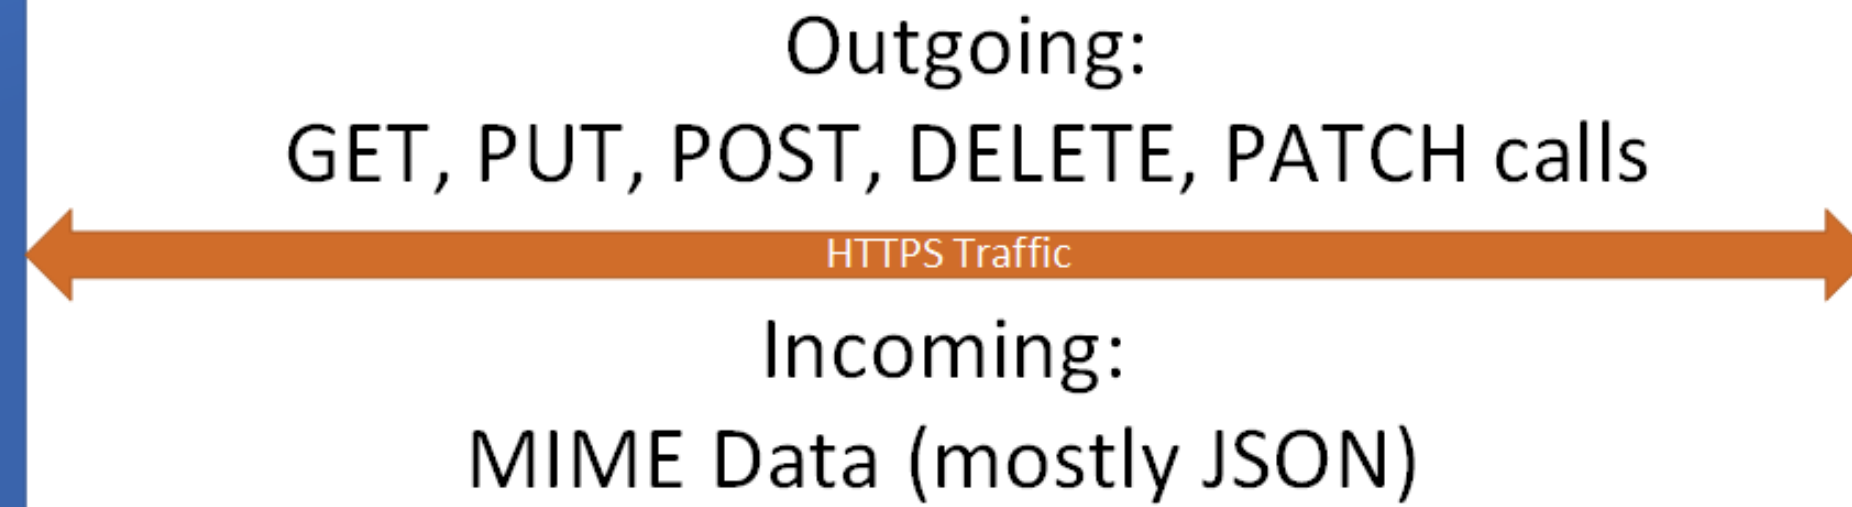 Outgoing:
GET, PUT, POST, DELETE, PATCH calls
HTTPS Traffic
Incoming:
MIME Data (mostly JSON)